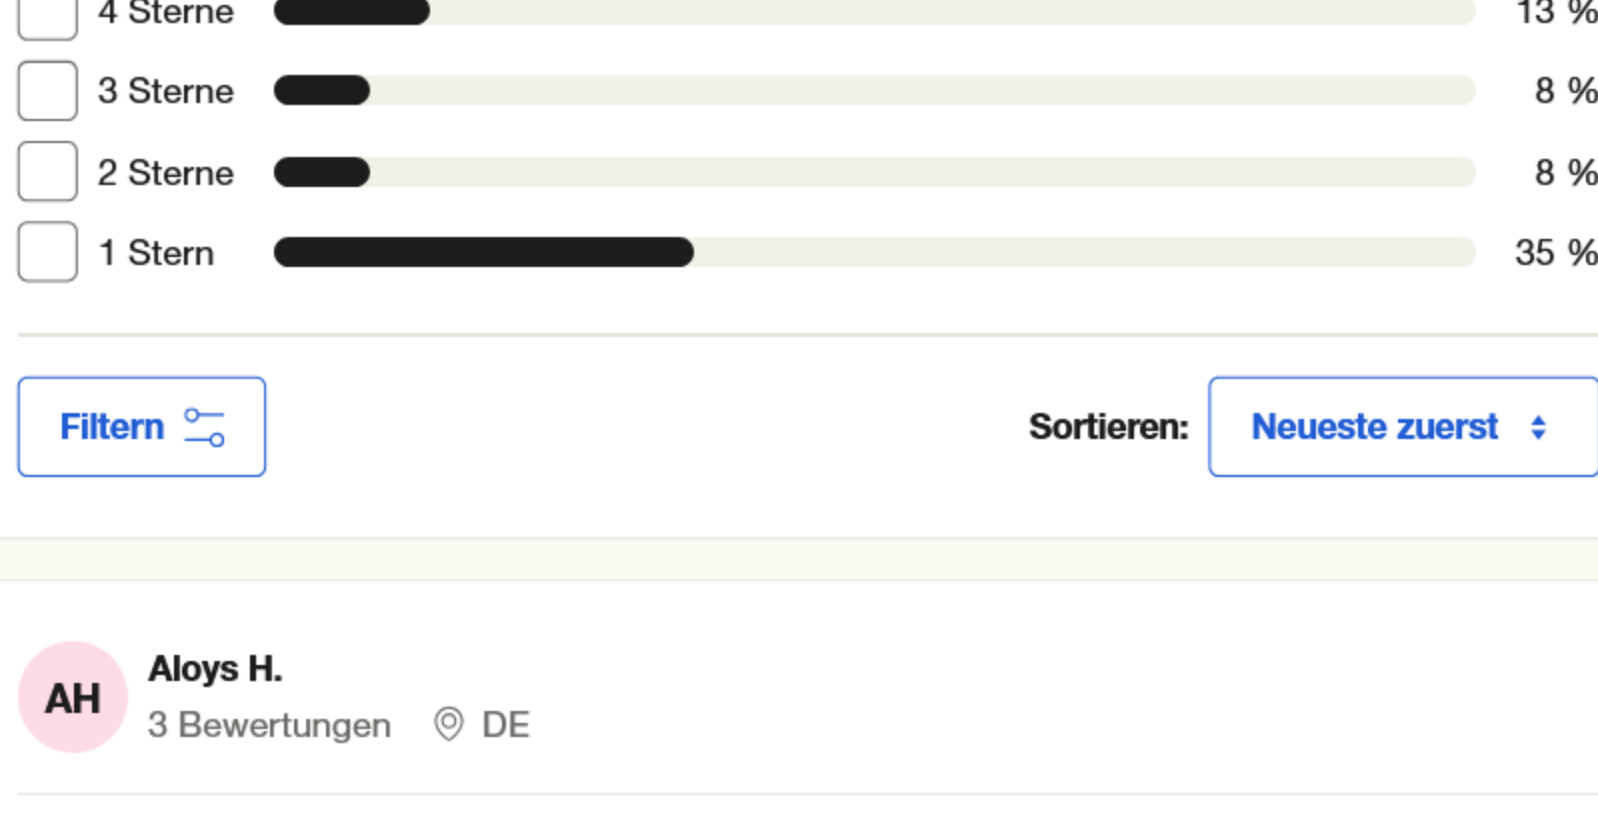 4 Sterne 13 %
3 Sterne 8 %
2 Sterne 8 %
1 Stern 35 %
Filtern Sortieren: Neueste zuerst
AH Aloys H.
3 Bewertungen DE